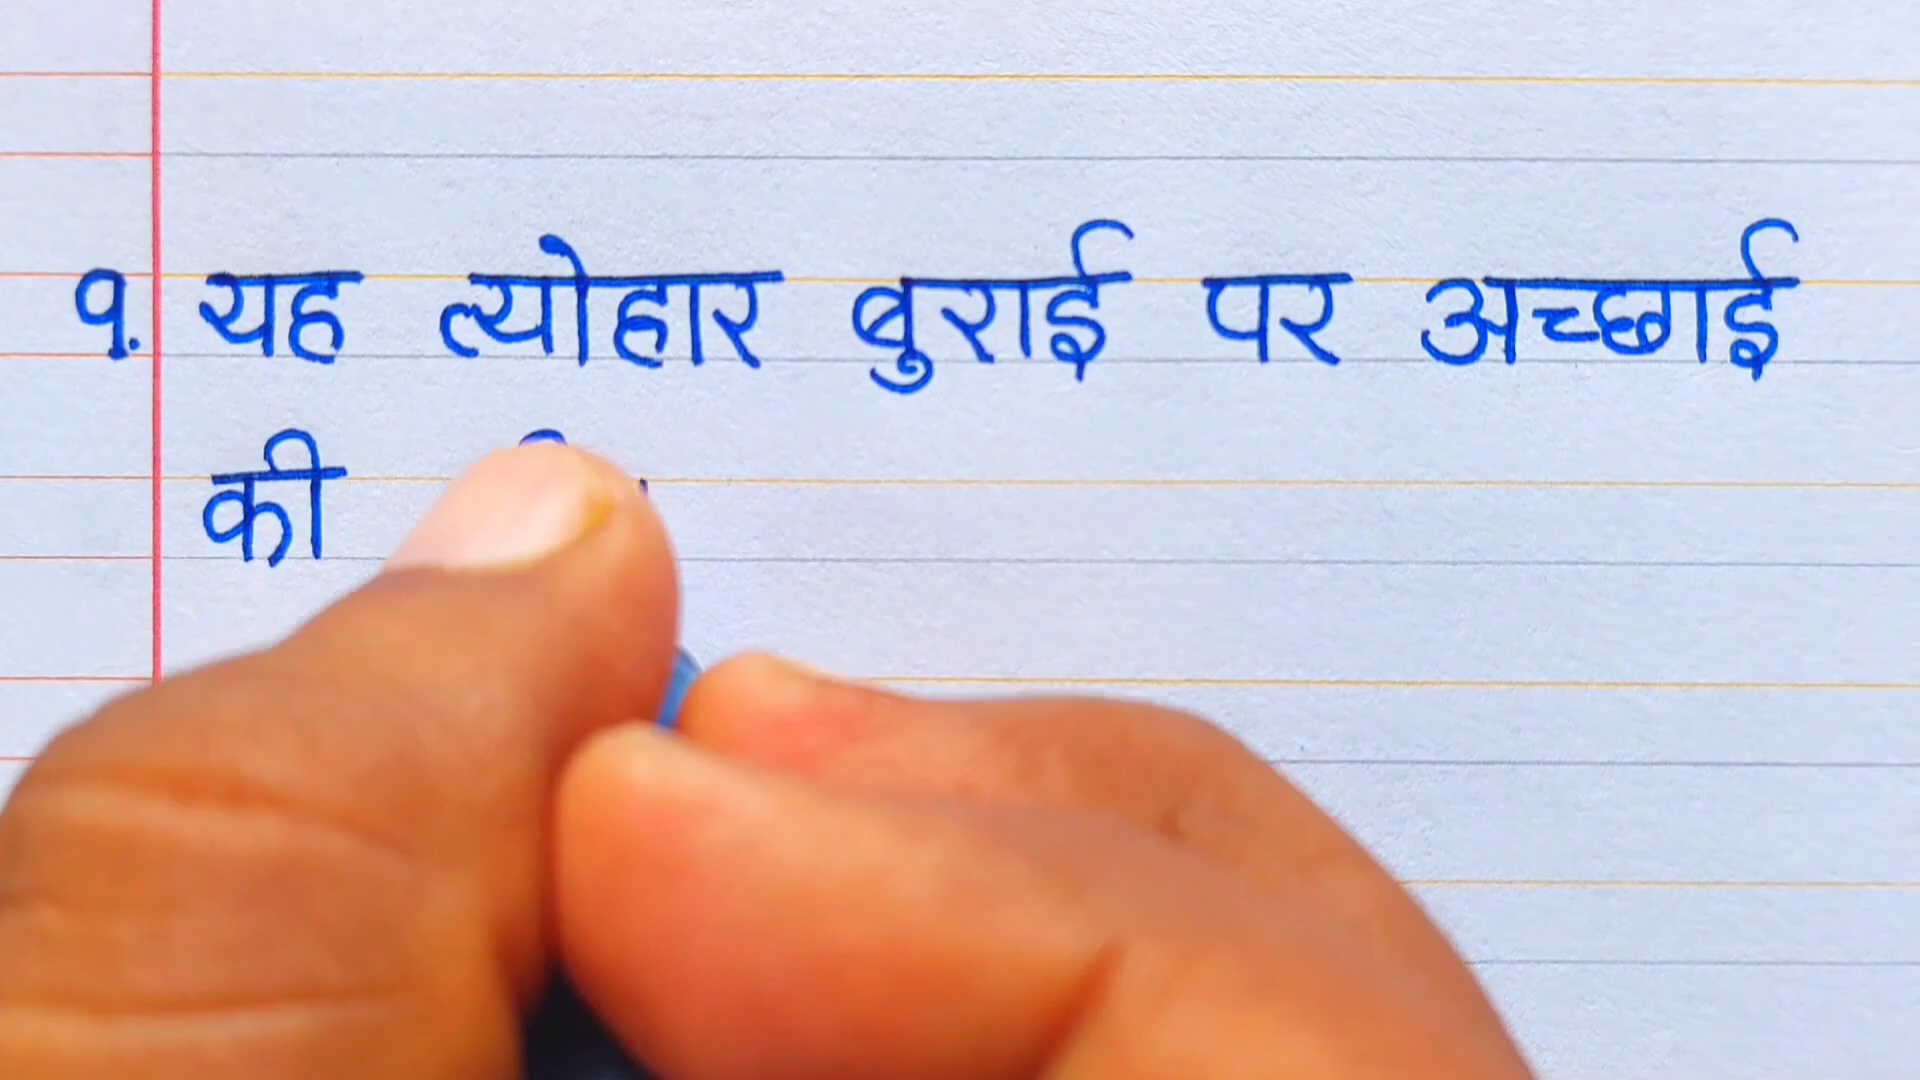 १. यह त्योहार बुराई पर अच्छाई
की